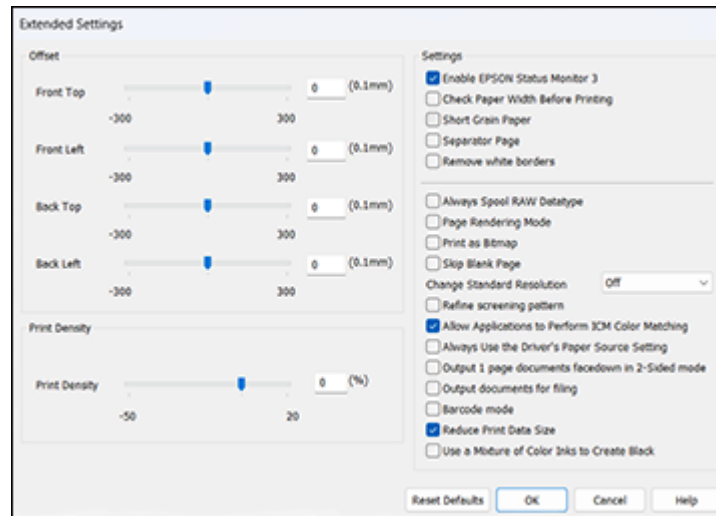 Extended Settings
Offset
Front Top
0
(0.1mm)
-300
300
Front Left
0
(0.1mm)
-300
300
Back Top
0
(0.1mm)
-300
300
Back Left
0
(0.1mm)
-300
300
Print Density
Print Density
0
(%)
-50
20
Settings
Enable EPSON Status Monitor 3
Check Paper Width Before Printing
Short Grain Paper
Separator Page
Remove white borders
Always Spool RAW Datatype
Page Rendering Mode
Print as Bitmap
Skip Blank Page
Change Standard Resolution
Off
Refine screening pattern
Allow Applications to Perform ICM Color Matching
Always Use the Driver's Paper Source Setting
Output 1 page documents facedown in 2-Sided mode
Output documents for filing
Barcode mode
Reduce Print Data Size
Use a Mixture of Color Inks to Create Black
Reset Defaults
OK
Cancel
Help